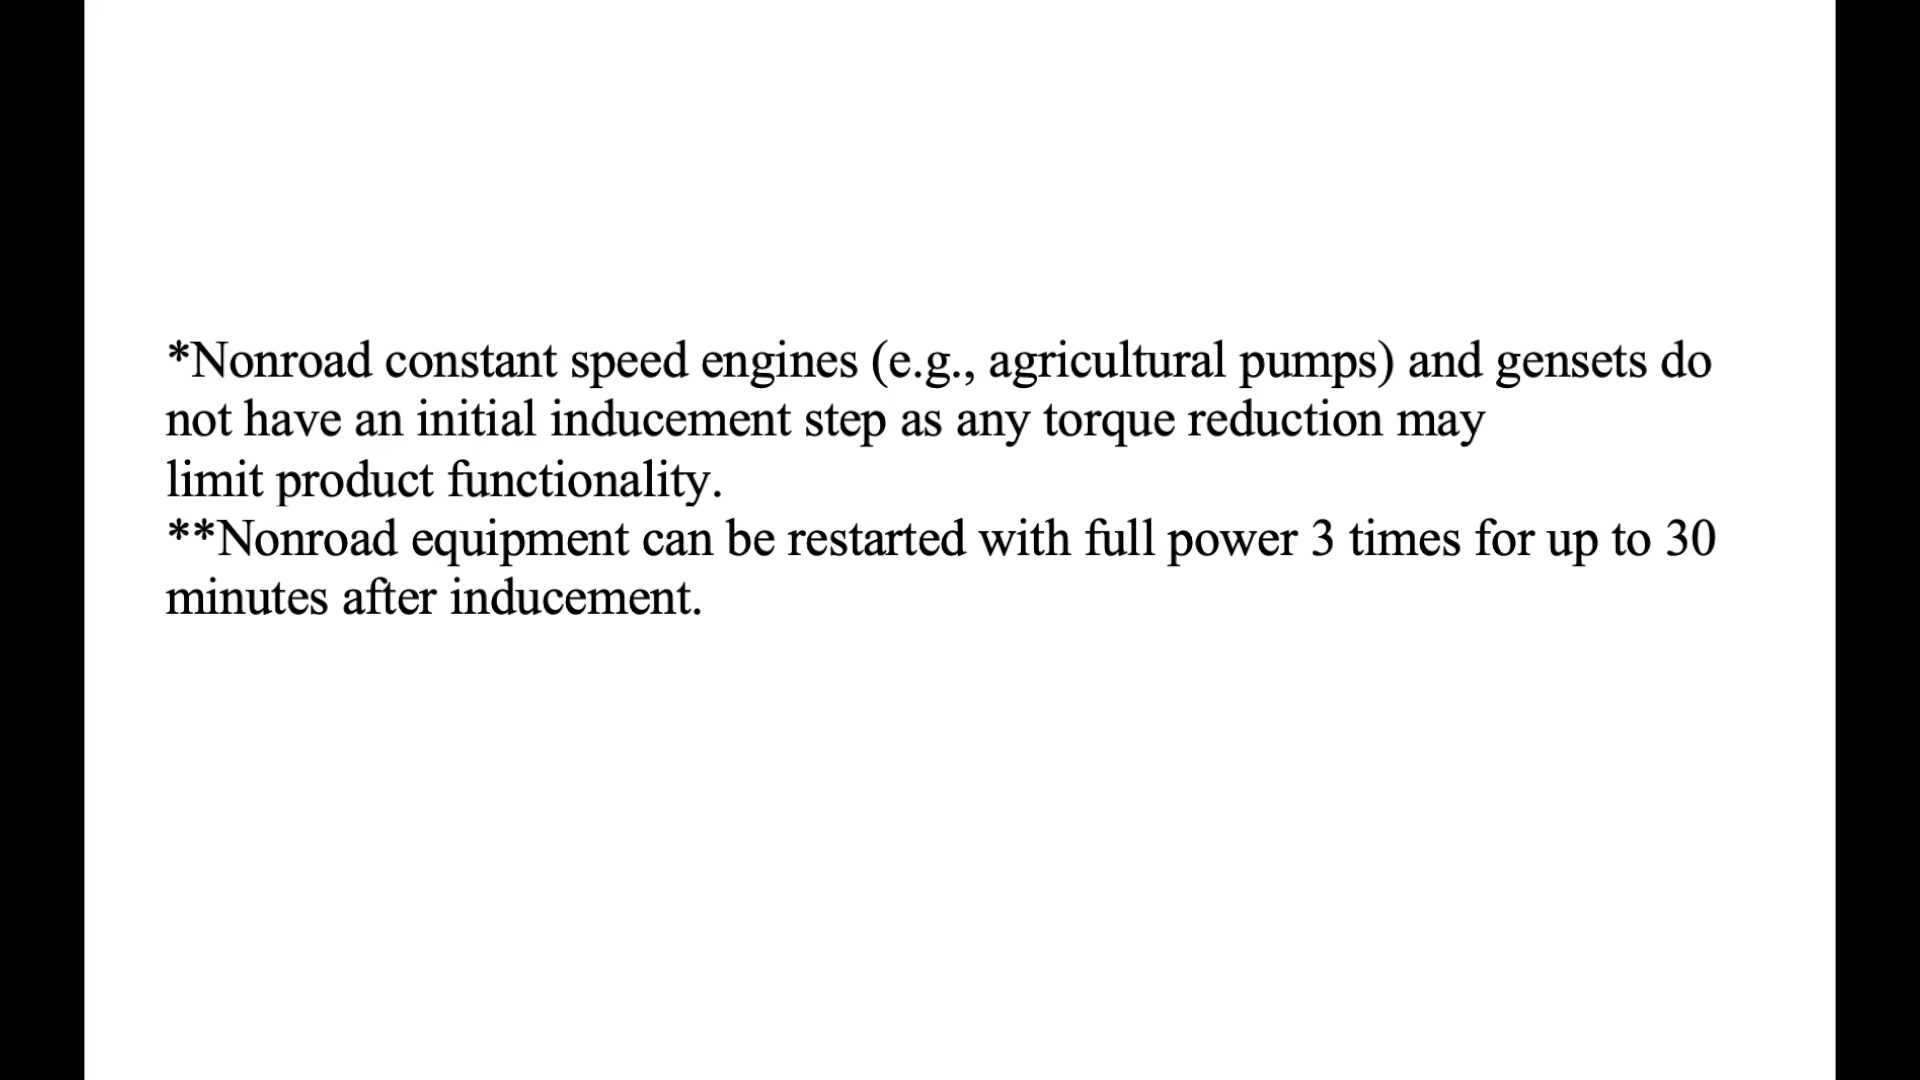 *Nonroad constant speed engines (e.g., agricultural pumps) and gensets do
not have an initial inducement step as any torque reduction may
limit product functionality.
**Nonroad equipment can be restarted with full power 3 times for up to 30
minutes after inducement.